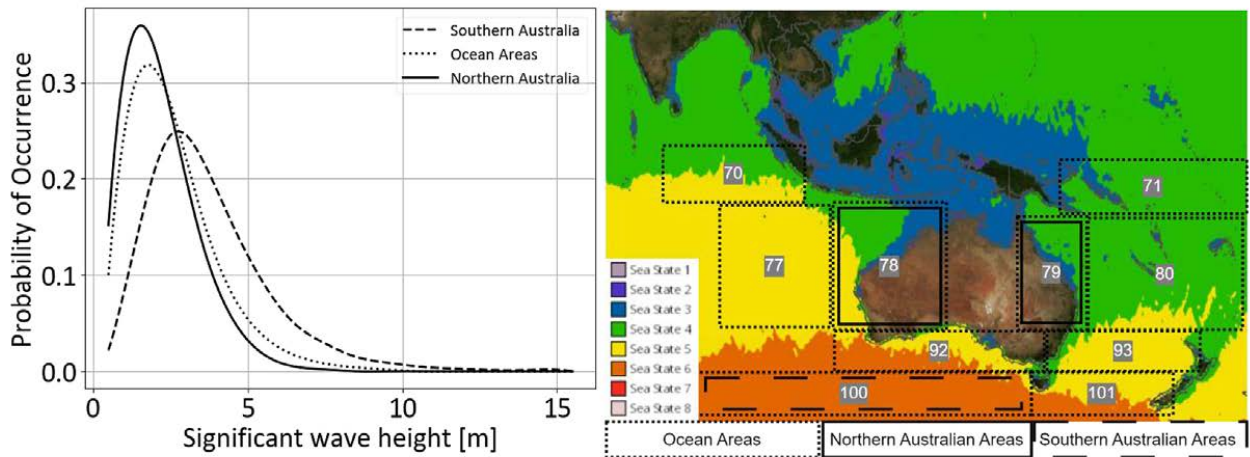 Probability of Occurrence
0.3
0.2
0.1
0.0
0
5
10
15
Significant wave height [m]
Southern Australia
Ocean Areas
Northern Australia
70
71
77
78
79
80
92
93
100
101
Sea State 1
Sea State 2
Sea State 3
Sea State 4
Sea State 5
Sea State 6
Sea State 7
Sea State 8
Ocean Areas
Northern Australian Areas
Southern Australian Areas